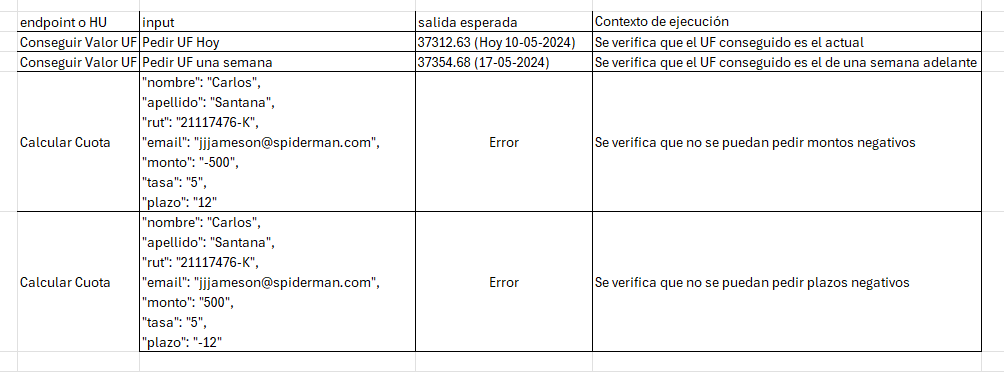 endpoint o HU input salida esperada Contexto de ejecución
Conseguir Valor UF Pedir UF Hoy 37312.63 (Hoy 10-05-2024) Se verifica que el UF conseguido es el actual
Conseguir Valor UF Pedir UF una semana 37354.68 (17-05-2024) Se verifica que el UF conseguido es el de una semana adelante
"nombre": "Carlos",
"apellido": "Santana",
"rut": "21117476-K",
Calcular Cuota "email": "jjjameson@spiderman.com", Error Se verifica que no se puedan pedir montos negativos
"monto": "-500",
"tasa": "5",
"plazo": "12"
"nombre": "Carlos",
"apellido": "Santana",
"rut": "21117476-K",
Calcular Cuota "email": "jjjameson@spiderman.com", Error Se verifica que no se puedan pedir plazos negativos
"monto": "500",
"tasa": "5",
"plazo": "-12"